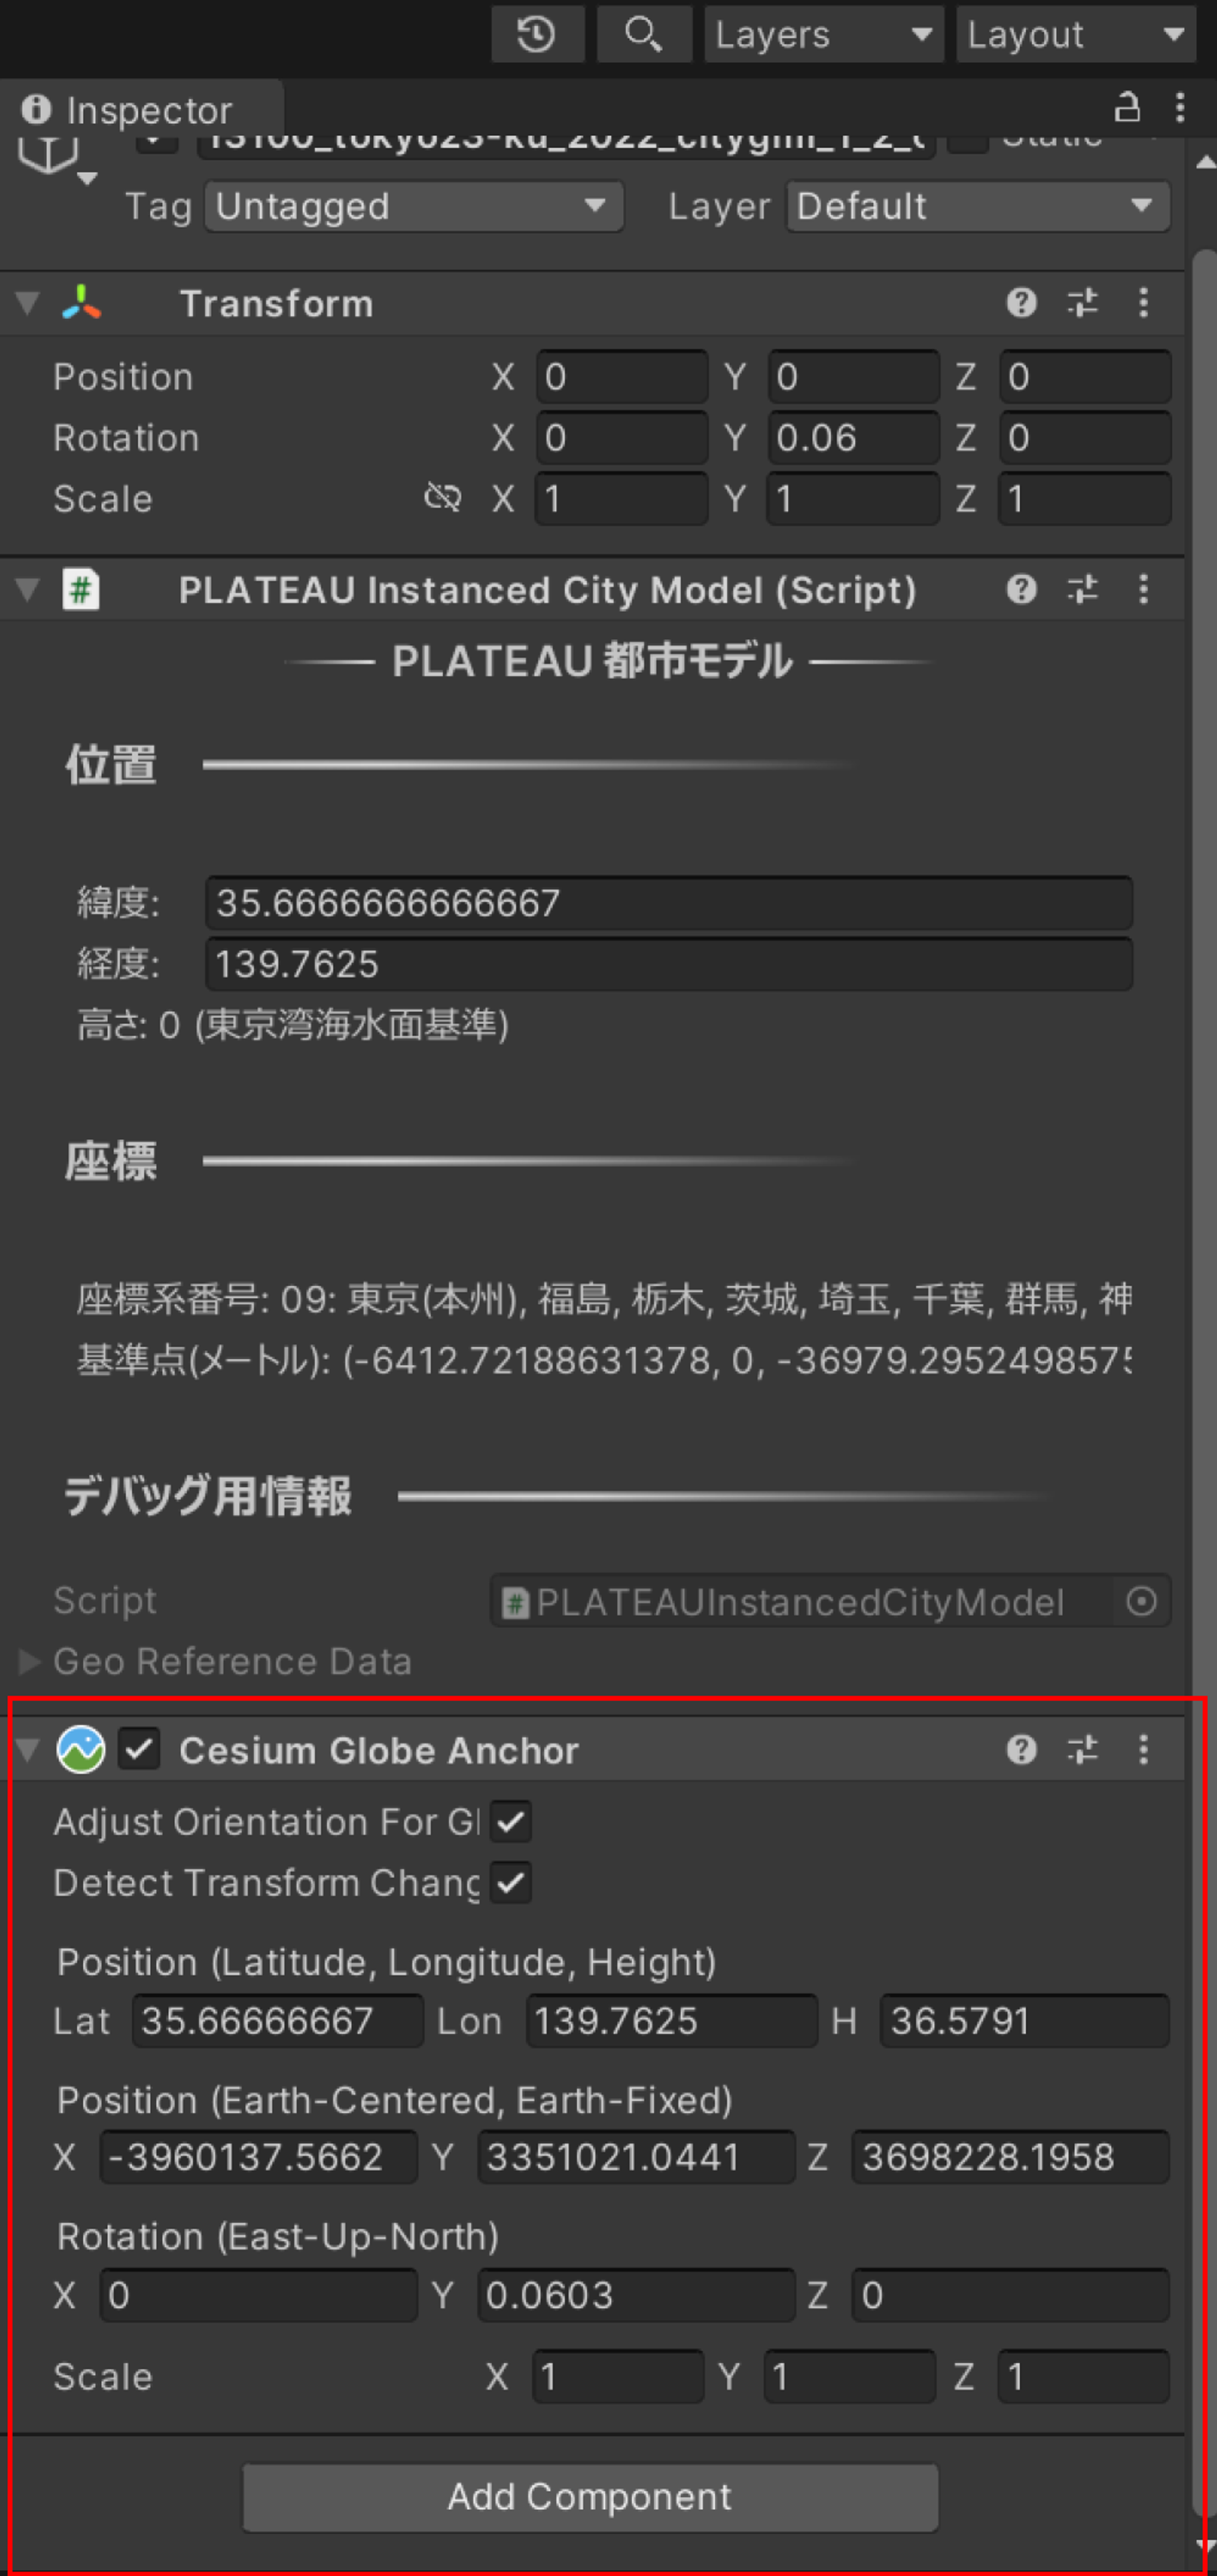 Layers Layout
Inspector
13100_tokyo23-ku_2022_citygml_1_2_ Static
Tag Untagged Layer Default
Transform
Position X 0 Y 0 Z 0
Rotation X 0 Y 0.06 Z 0
Scale X 1 Y 1 Z 1
# PLATEAU Instanced City Model (Script)
PLATEAU 都市モデル
位置
緯度: 35.6666666666667
経度: 139.7625
高さ: 0 (東京湾海水面基準)
座標
座標系番号: 09: 東京(本州), 福島, 栃木, 茨城, 埼玉, 千葉, 群馬, 神
基準点(メートル): (-6412.72188631378, 0, -36979.2952498575
デバッグ用情報
Script # PLATEAUInstancedCityModel
Geo Reference Data
Cesium Globe Anchor
Adjust Orientation For Gl
Detect Transform Chang
Position (Latitude, Longitude, Height)
Lat 35.66666667 Lon 139.7625 H 36.5791
Position (Earth-Centered, Earth-Fixed)
X -3960137.5662 Y 3351021.0441 Z 3698228.1958
Rotation (East-Up-North)
X 0 Y 0.0603 Z 0
Scale X 1 Y 1 Z 1
Add Component